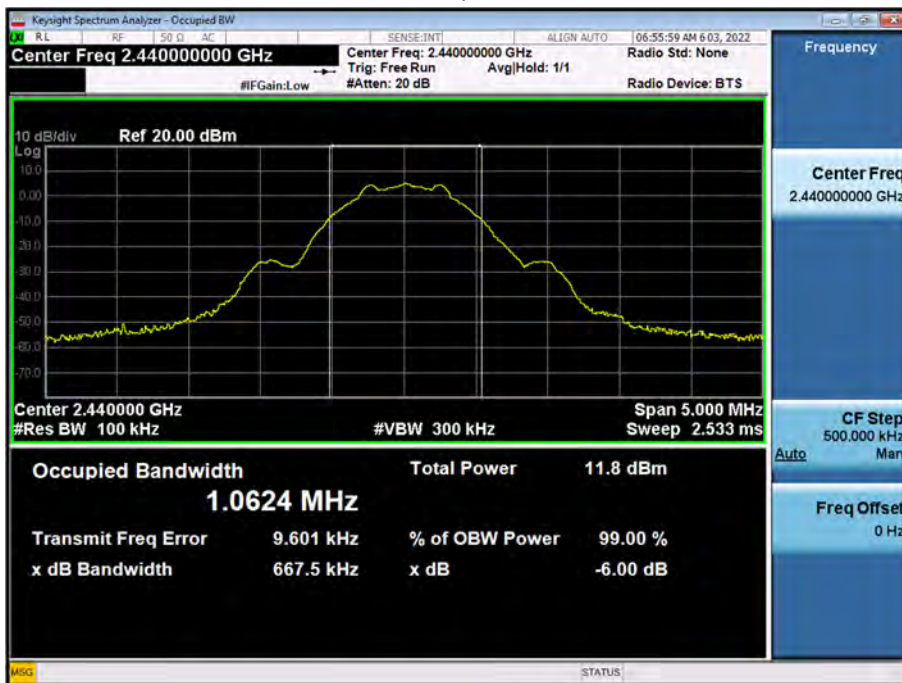 Keysight Spectrum Analyzer - Occupied BW
RL RF 50 Ω AC SENSE:INT ALIGN AUTO 06:55:59 AM 6 03, 2022
Center Freq 2.440000000 GHz
Center Freq: 2.440000000 GHz
Radio Std: None
Trig: Free Run Avg|Hold: 1/1
#IFGain:Low
#Atten: 20 dB
Radio Device: BTS
Frequency
10 dB/div Ref 20.00 dBm
Log
10.0
0.00
-10.0
-20.0
-30.0
-40.0
-50.0
-60.0
-70.0
Center 2.440000 GHz
Span 5.000 MHz
#Res BW 100 kHz
#VBW 300 kHz
Sweep 2.533 ms
Center Freq
2.440000000 GHz
CF Step
500.000 kHz
Auto Man
Freq Offset
0 Hz
Occupied Bandwidth
Total Power 11.8 dBm
1.0624 MHz
Transmit Freq Error 9.601 kHz
% of OBW Power 99.00 %
x dB Bandwidth 667.5 kHz
x dB -6.00 dB
MSG
STATUS